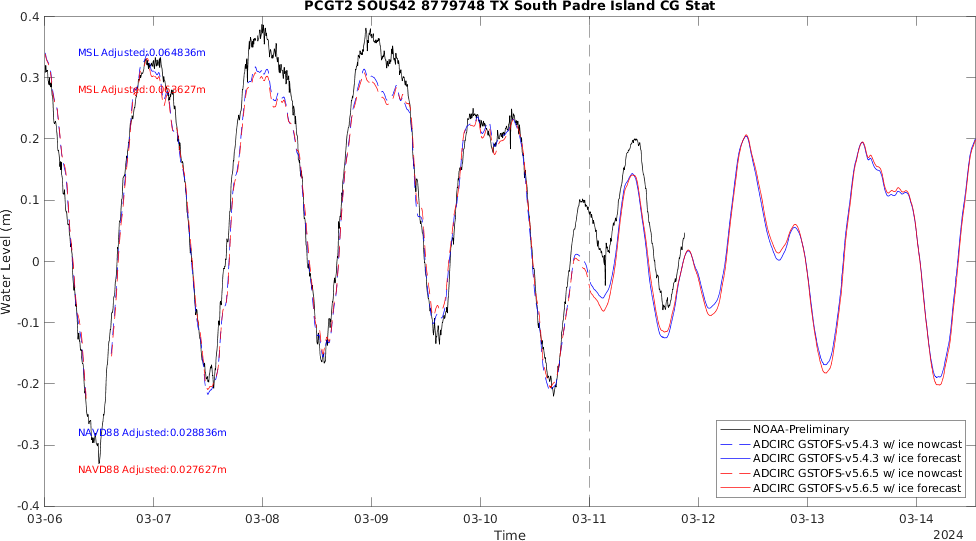 PCGT2 SOUS42 8779748 TX South Padre Island CG Stat
0.4
0.3
0.2
0.1
0
-0.1
-0.2
-0.3
-0.4
Water Level (m)
MSL Adjusted:0.064836m
MSL Adjusted:0.063627m
NAVD88 Adjusted:0.028836m
NAVD88 Adjusted:0.027627m
NOAA-Preliminary
ADCIRC GSTOFS-v5.4.3 w/ ice nowcast
ADCIRC GSTOFS-v5.4.3 w/ ice forecast
ADCIRC GSTOFS-v5.6.5 w/ ice nowcast
ADCIRC GSTOFS-v5.6.5 w/ ice forecast
03-06 03-07 03-08 03-09 03-10 03-11 03-12 03-13 03-14
Time
2024